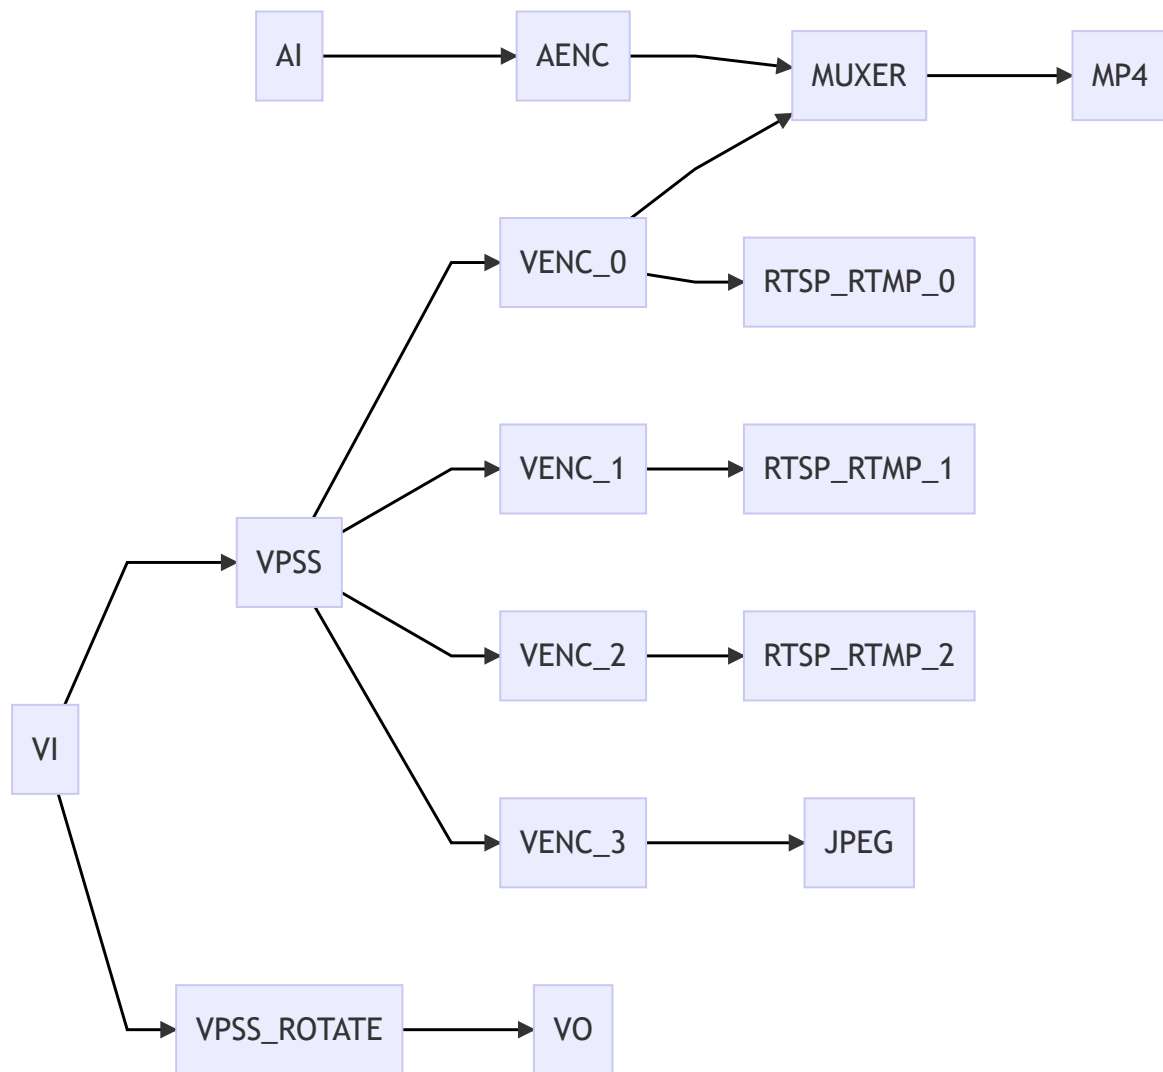 AI
AENC
MUXER
MP4
VENC_0
RTSP_RTMP_0
VENC_1
RTSP_RTMP_1
VPSS
VENC_2
RTSP_RTMP_2
VI
VENC_3
JPEG
VPSS_ROTATE
VO